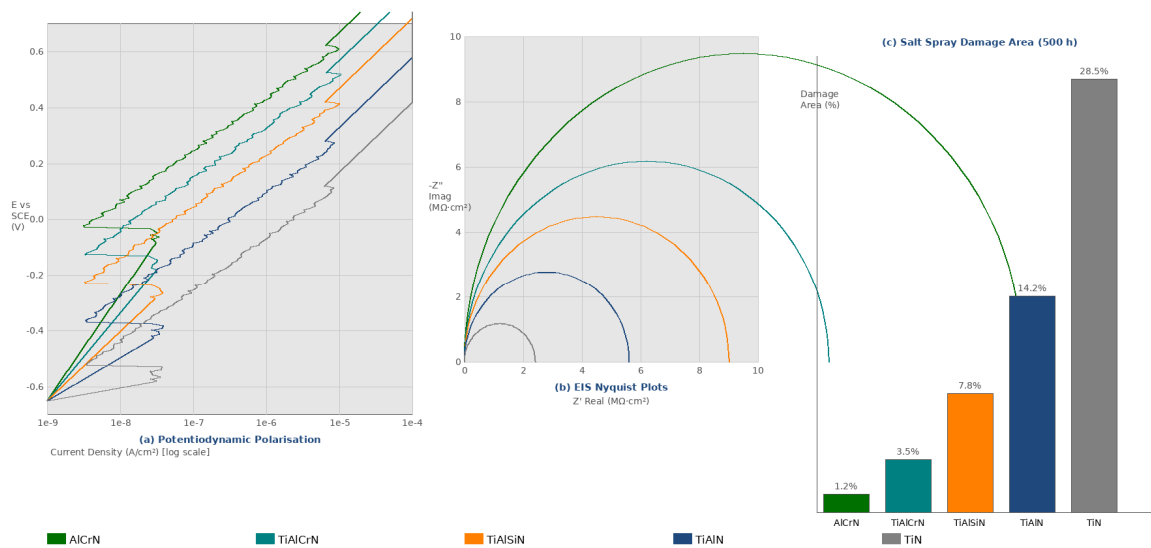 0.6
0.4
0.2
0.0
-0.2
-0.4
-0.6
E vs
SCE
(V)
1e-9
1e-8
1e-7
1e-6
1e-5
1e-4
(a) Potentiodynamic Polarisation
Current Density (A/cm²) [log scale]
10
8
6
4
2
0
-Z"
Imag
(MΩ·cm²)
0
2
4
6
8
10
(b) EIS Nyquist Plots
Z' Real (MΩ·cm²)
(c) Salt Spray Damage Area (500 h)
Damage
Area (%)
1.2%
3.5%
7.8%
14.2%
28.5%
AlCrN
TiAlCrN
TiAlSiN
TiAlN
TiN
AlCrN
TiAlCrN
TiAlSiN
TiAlN
TiN